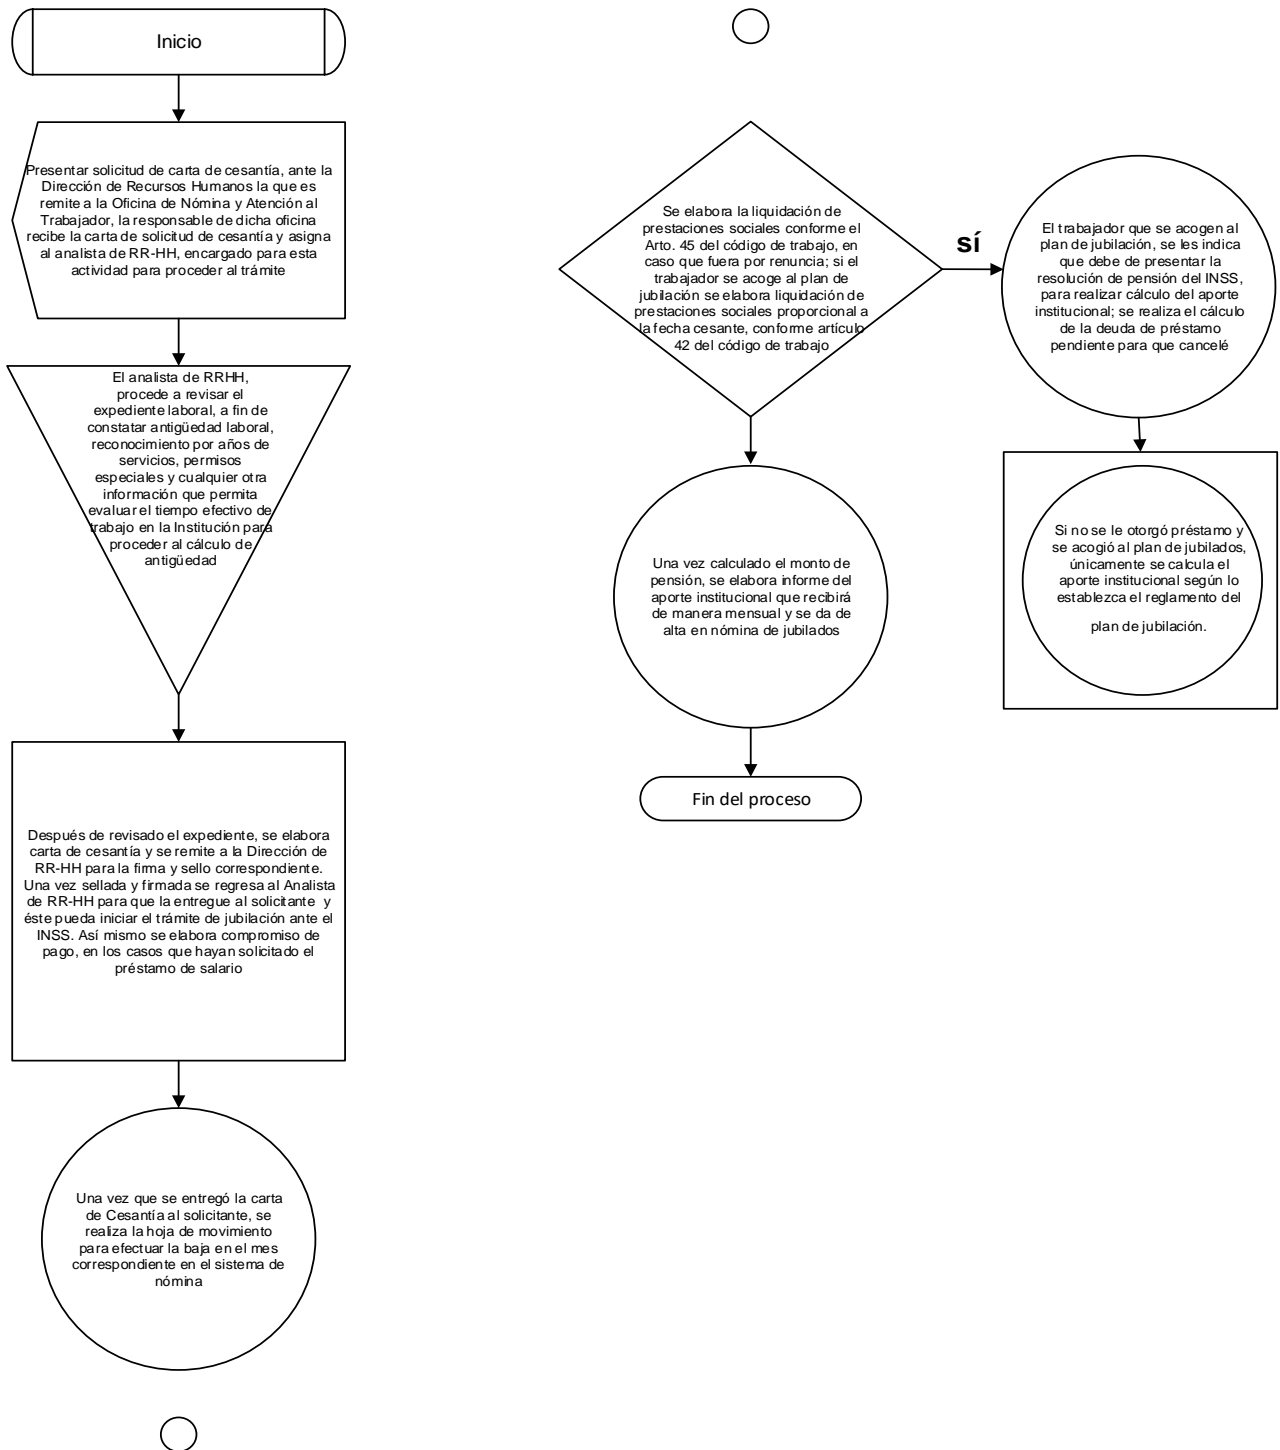 Inicio
Presentar solicitud de carta de cesantía, ante la
Dirección de Recursos Humanos la que es
remite a la Oficina de Nómina y Atención al
Trabajador, la responsable de dicha oficina
recibe la carta de solicitud de cesantía y asigna
al analista de RR-HH, encargado para esta
actividad para proceder al trámite
El analista de RRHH,
procede a revisar el
expediente laboral, a fin de
constatar antigüedad laboral,
reconocimiento por años de
servicios, permisos
especiales y cualquier otra
información que permita
evaluar el tiempo efectivo de
trabajo en la Institución para
proceder al cálculo de
antigüedad
Después de revisado el expediente, se elabora
carta de cesantía y se remite a la Dirección de
RR-HH para la firma y sello correspondiente.
Una vez sellada y firmada se regresa al Analista
de RR-HH para que la entregue al solicitante y
éste pueda iniciar el trámite de jubilación ante el
INSS. Así mismo se elabora compromiso de
pago, en los casos que hayan solicitado el
préstamo de salario
Una vez que se entregó la carta
de Cesantía al solicitante, se
realiza la hoja de movimiento
para efectuar la baja en el mes
correspondiente en el sistema de
nómina
Se elabora la liquidación de
prestaciones sociales conforme el
Arto. 45 del código de trabajo, en
caso que fuera por renuncia; si el
trabajador se acoge al plan de
jubilación se elabora liquidación de
prestaciones sociales proporcional a
la fecha cesante, conforme artículo
42 del código de trabajo
sí
El trabajador que se acogen al
plan de jubilación, se les indica
que debe de presentar la
resolución de pensión del INSS,
para realizar cálculo del aporte
institucional; se realiza el cálculo
de la deuda de préstamo
pendiente para que cancelé
Una vez calculado el monto de
pensión, se elabora informe del
aporte institucional que recibirá
de manera mensual y se da de
alta en nómina de jubilados
Si no se le otorgó préstamo y
se acogió al plan de jubilados,
únicamente se calcula el
aporte institucional según lo
establezca el reglamento del
plan de jubilación.
Fin del proceso